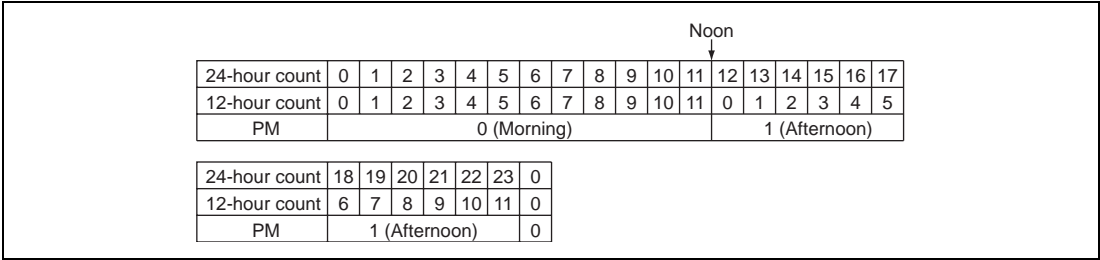 Noon
24-hour count 0 1 2 3 4 5 6 7 8 9 10 11 12 13 14 15 16 17
12-hour count 0 1 2 3 4 5 6 7 8 9 10 11 0 1 2 3 4 5
PM 0 (Morning) 1 (Afternoon)
24-hour count 18 19 20 21 22 23 0
12-hour count 6 7 8 9 10 11 0
PM 1 (Afternoon) 0